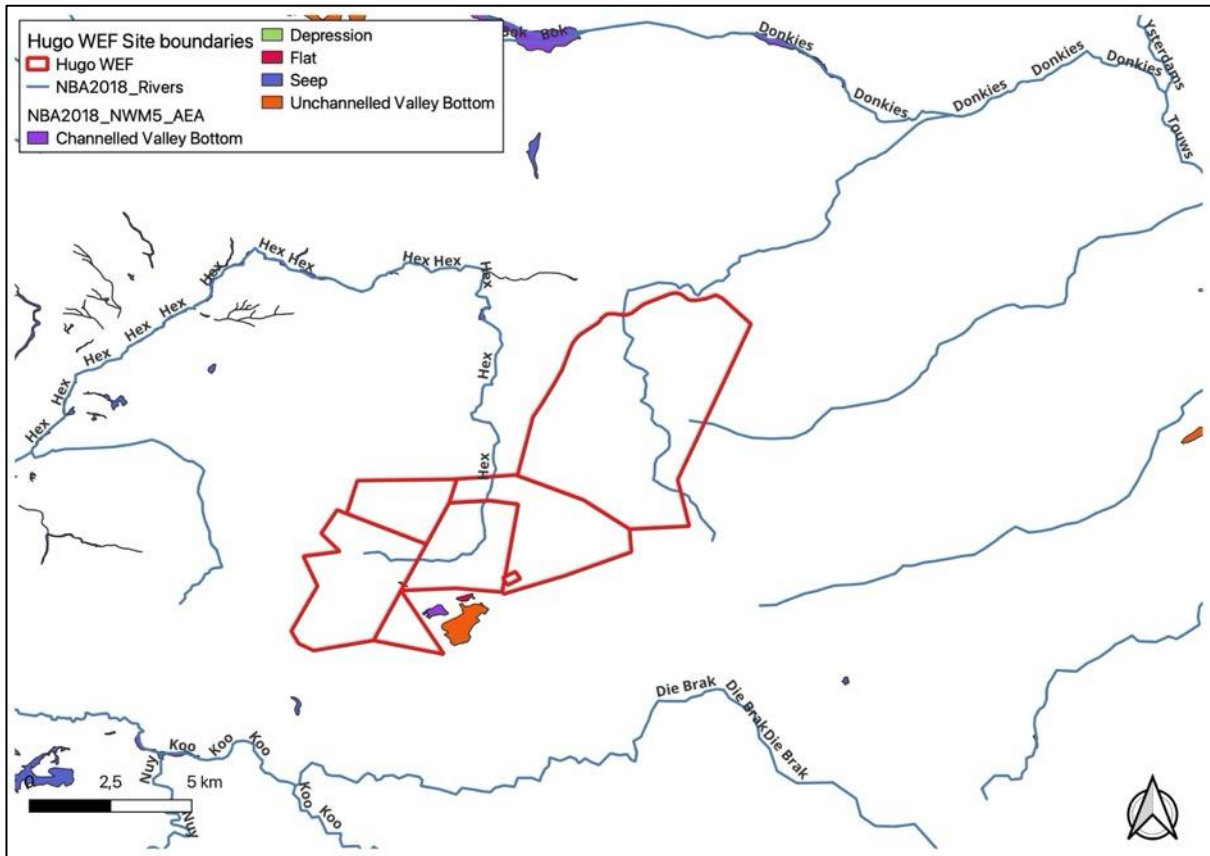 Hugo WEF Site boundaries
Hugo WEF
NBA2018_Rivers
NBA2018_NWM5_AEA
Channelled Valley Bottom
Depression
Flat
Seep
Unchannelled Valley Bottom
Bok Bok
Donkies
Donkies
Donkies
Donkies
Donkies
Ysterdams
Touws
Hex Hex
Hex Hex
Hex
Hex
Hex
Hex
Hex
Hex
Hex
Hex
Hex
Die Brak
Die Brak
Die Brak
Koo
Koo
Koo
Nuy
Nuy
Koo
Koo
0 2,5 5 km